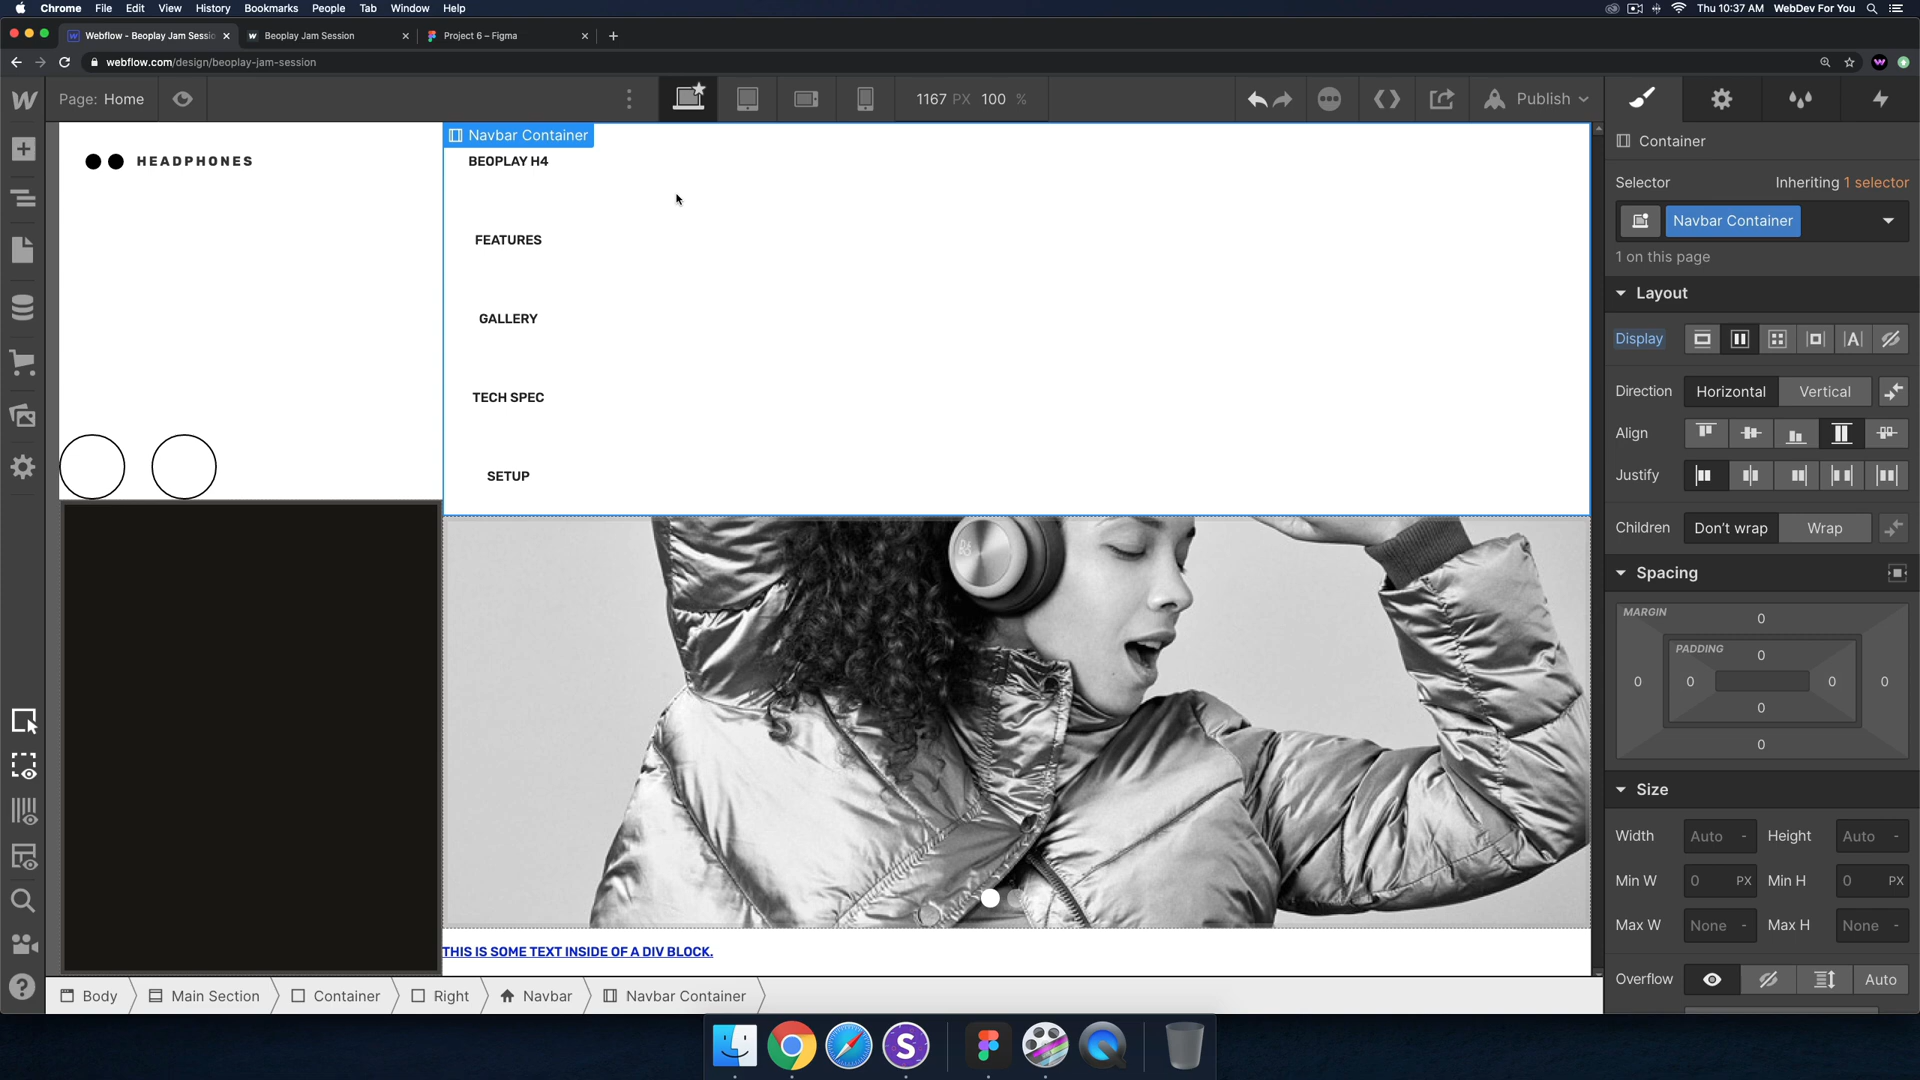 Chrome File Edit View History Bookmarks People Tab Window Help
Thu 10:37 AM WebDev For You
Webflow - Beoplay Jam Sessio
Beoplay Jam Session
Project 6 – Figma
webflow.com/design/beoplay-jam-session
Page: Home
1167 PX 100 %
Publish
Navbar Container
HEADPHONES
BEOPLAY H4
FEATURES
GALLERY
TECH SPEC
SETUP
THIS IS SOME TEXT INSIDE OF A DIV BLOCK.
Container
Selector
Inheriting 1 selector
Navbar Container
1 on this page
Layout
Display
Direction Horizontal Vertical
Align
Justify
Children Don't wrap Wrap
Spacing
MARGIN
0
PADDING
0
0 0 0 0
0
0
Size
Width Auto - Height Auto -
Min W 0 PX Min H 0 PX
Max W None - Max H None -
Overflow Auto
Body Main Section Container Right Navbar Navbar Container